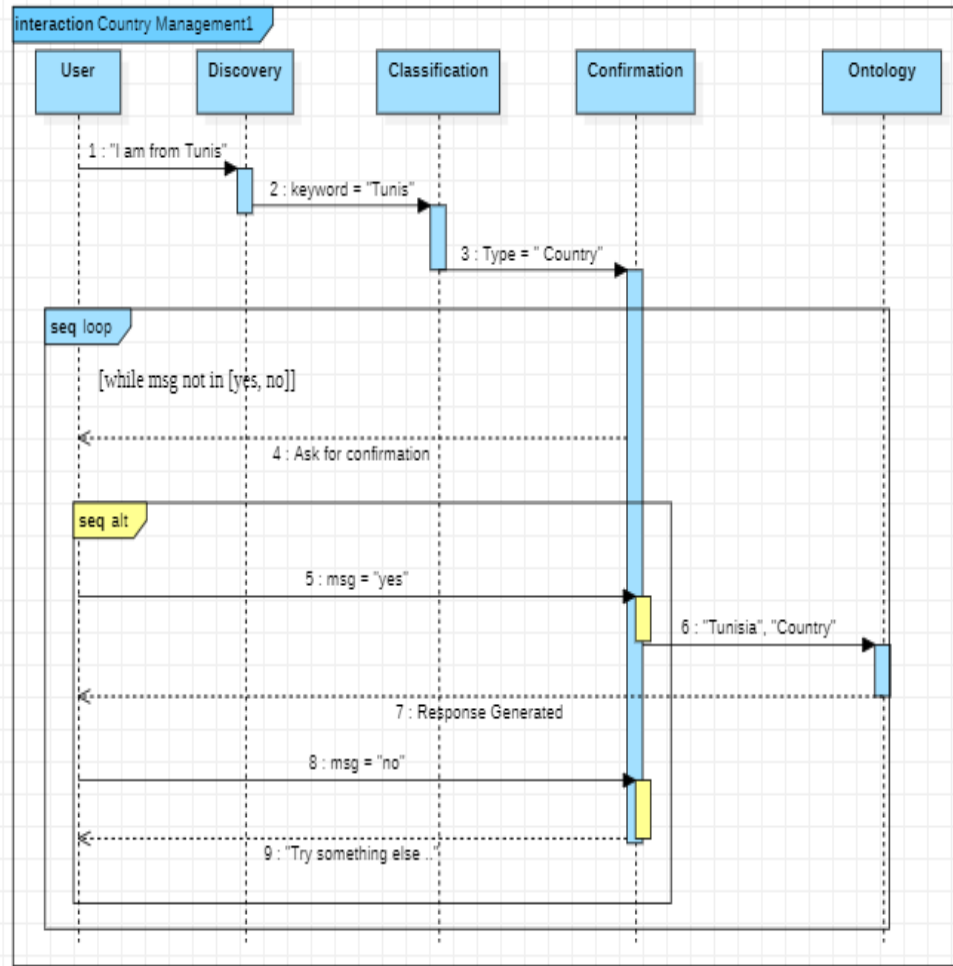 interaction Country Management1
User
Discovery
Classification
Confirmation
Ontology
1 : "I am from Tunis"
2 : keyword = "Tunis"
3 : Type = " Country"
seq loop
[while msg not in [yes, no]]
4 : Ask for confirmation
seq alt
5 : msg = "yes"
6 : "Tunisia", "Country"
7 : Response Generated
8 : msg = "no"
9 : "Try something else .."